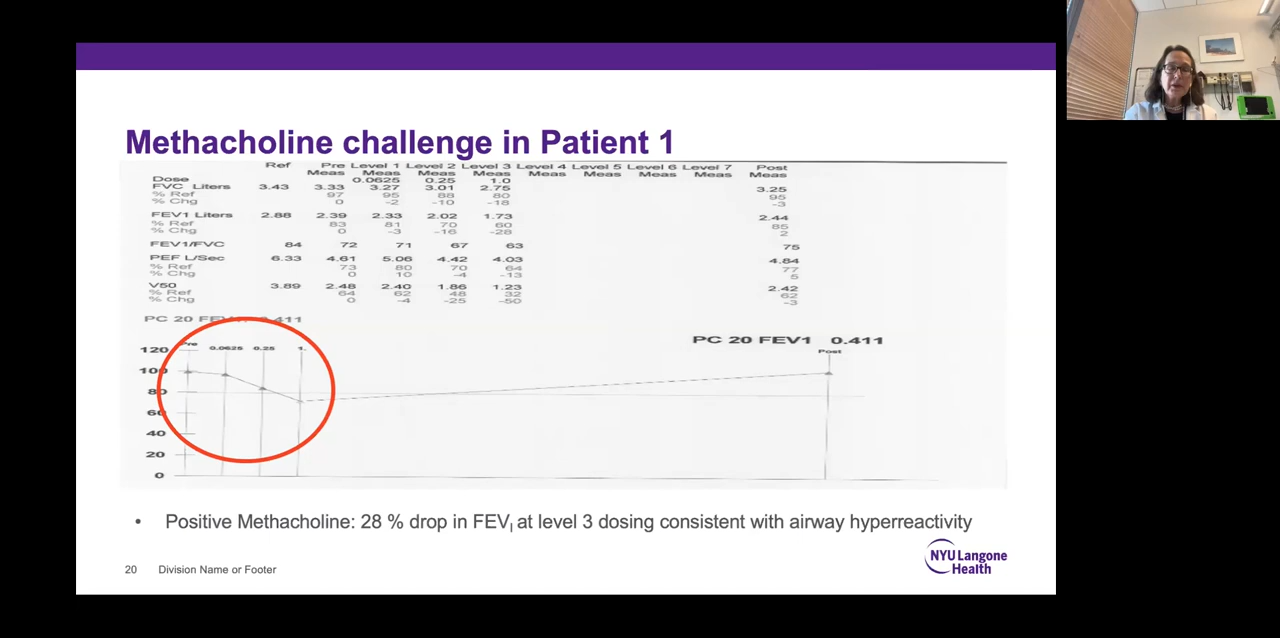 Methacholine challenge in Patient 1
Ref Pre Level 1 Level 2 Level 3 Level 4 Level 5 Level 6 Level 7 Post
Meas Meas Meas Meas Meas Meas Meas Meas Meas
Dose 0.0625 0.25 1.0
FVC Liters 3.43 3.33 3.27 3.01 2.75 3.25
% Ref 97 95 88 80 95
% Chg 0 -2 -10 -18 -3
FEV1 Liters 2.88 2.39 2.33 2.02 1.73 2.44
% Ref 83 81 70 60 85
% Chg 0 -3 -16 -28 2
FEV1/FVC 84 72 71 67 63 75
PEF L/Sec 6.33 4.61 5.06 4.42 4.03 4.84
% Ref 73 80 70 64 77
% Chg 0 10 -4 -13 5
V50 3.89 2.48 2.40 1.86 1.23 2.42
% Ref 64 62 48 32 62
% Chg 0 -4 -25 -50 -3
PC 20 FEV1 0.411
PC 20 FEV1 0.411
Pre 0.0625 0.25 1. Post
120
100
80
60
40
20
0
• Positive Methacholine: 28 % drop in FEVI at level 3 dosing consistent with airway hyperreactivity
NYU Langone
Health
20 Division Name or Footer